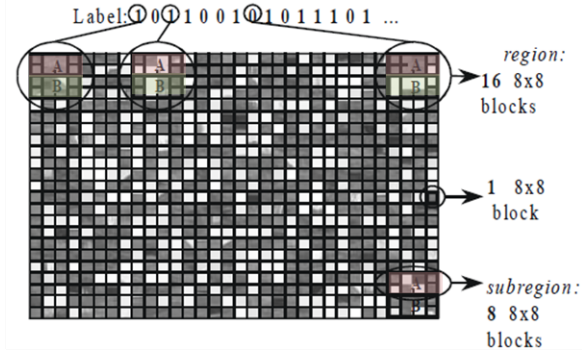 Label:1 0 1 1 0 0 1 0 1 0 1 1 1 0 1 ...
A A A
B B B
region:
16 8x8
blocks
1 8x8
block
A
B
subregion:
8 8x8
blocks